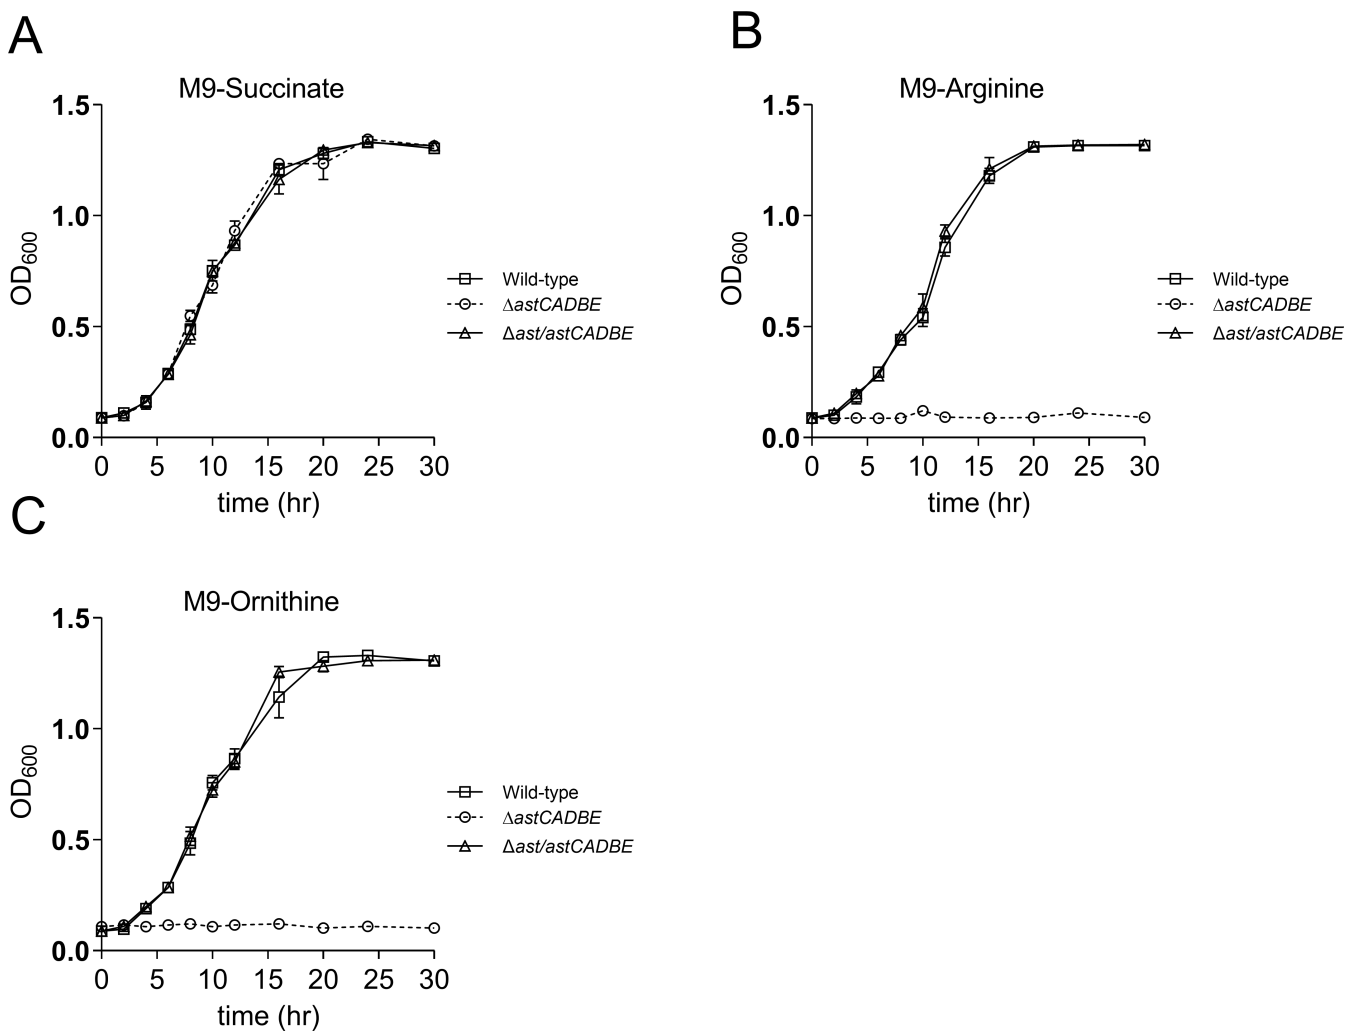 A
M9-Succinate
1.5
1.0
0.5
0.0
OD600
0 5 10 15 20 25 30
time (hr)
Wild-type
ΔastCADBE
Δast/astCADBE
B
M9-Arginine
1.5
1.0
0.5
0.0
OD600
0 5 10 15 20 25 30
time (hr)
Wild-type
ΔastCADBE
Δast/astCADBE
C
M9-Ornithine
1.5
1.0
0.5
0.0
OD600
0 5 10 15 20 25 30
time (hr)
Wild-type
ΔastCADBE
Δast/astCADBE